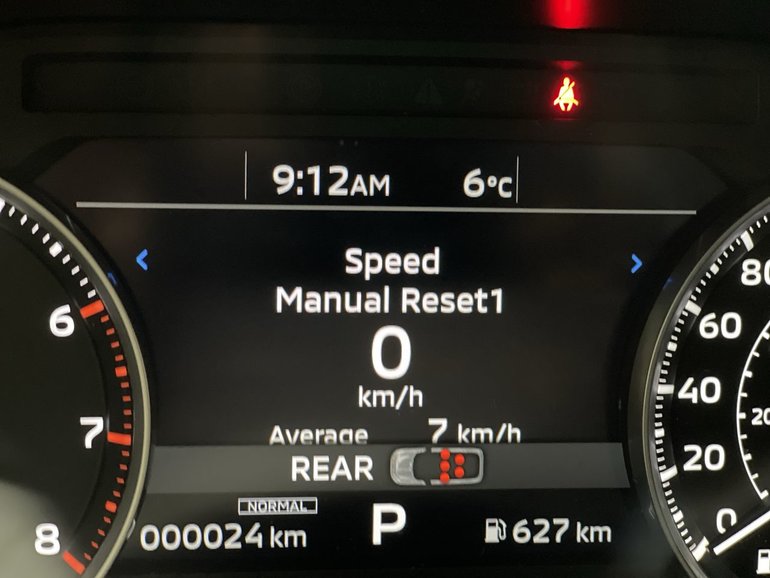 9:12AM 6°C
Speed
Manual Reset1
0
km/h
Average 7 km/h
REAR
NORMAL
000024 km P 627 km
6
7
8
80
60
40
20
0
20